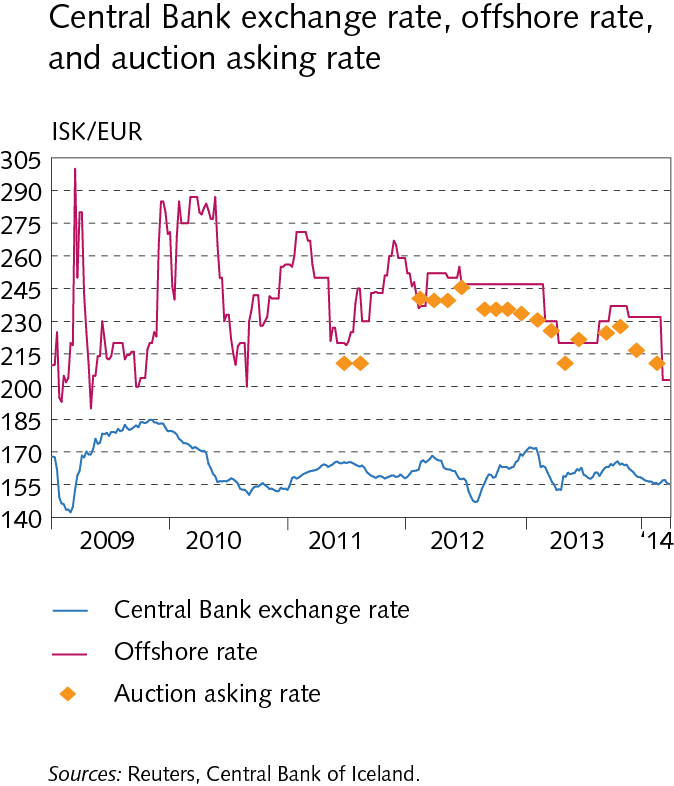 Central Bank exchange rate, offshore rate,
and auction asking rate
ISK/EUR
305
290
275
260
245
230
215
200
185
170
155
140
2009 2010 2011 2012 2013 ‘14
Central Bank exchange rate
Offshore rate
Auction asking rate
Sources: Reuters, Central Bank of Iceland.